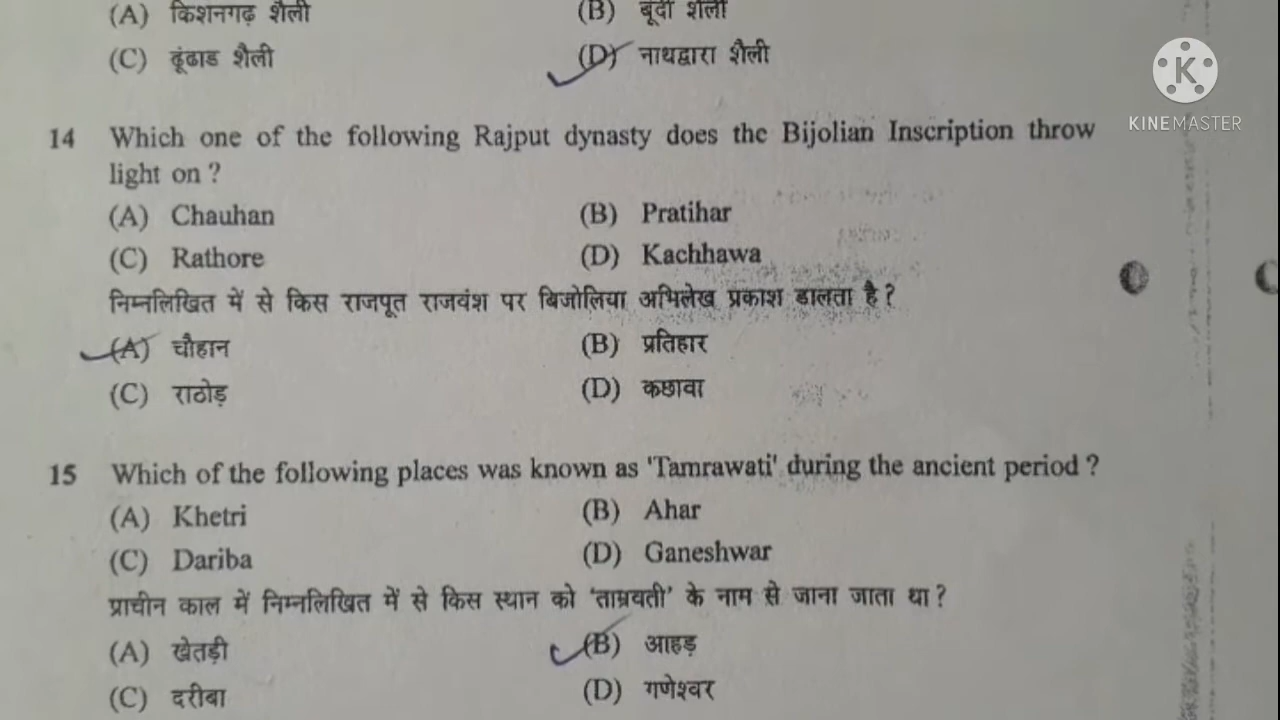 (A) किशनगढ़ शैली (B) बूंदी शैली
(C) ढूंढाड शैली (D) नाथद्वारा शैली
K
KINEMASTER
14 Which one of the following Rajput dynasty does the Bijolian Inscription throw
light on ?
(A) Chauhan (B) Pratihar
(C) Rathore (D) Kachhawa
निम्नलिखित में से किस राजपूत राजवंश पर बिजोलिया अभिलेख प्रकाश डालता है ?
(A) चौहान (B) प्रतिहार
(C) राठोड़ (D) कछावा
15 Which of the following places was known as 'Tamrawati' during the ancient period ?
(A) Khetri (B) Ahar
(C) Dariba (D) Ganeshwar
प्राचीन काल में निम्नलिखित में से किस स्थान को 'ताम्रवती' के नाम से जाना जाता था ?
(A) खेतड़ी (B) आहड़
(C) दरीबा (D) गणेश्वर